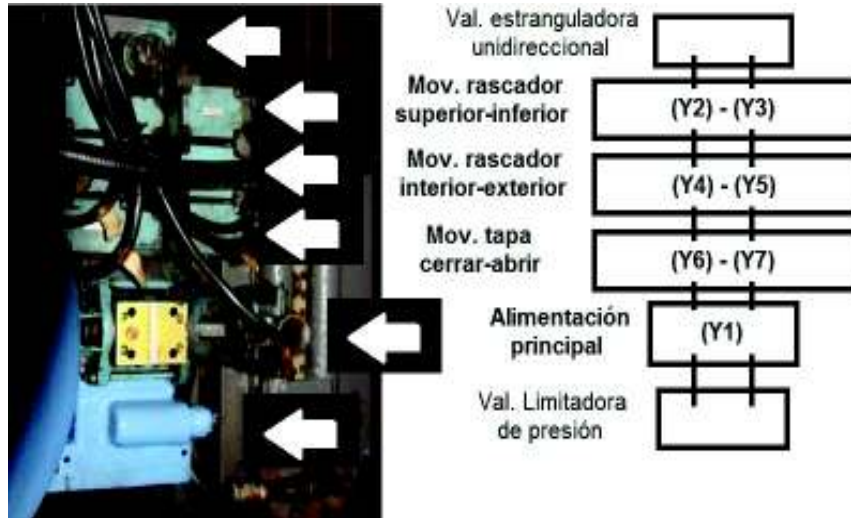 Val. estranguladora
unidireccional
Mov. rascador
superior-inferior
(Y2) - (Y3)
Mov. rascador
interior-exterior
(Y4) - (Y5)
Mov. tapa
cerrar-abrir
(Y6) - (Y7)
Alimentación
principal
(Y1)
Val. Limitadora
de presión